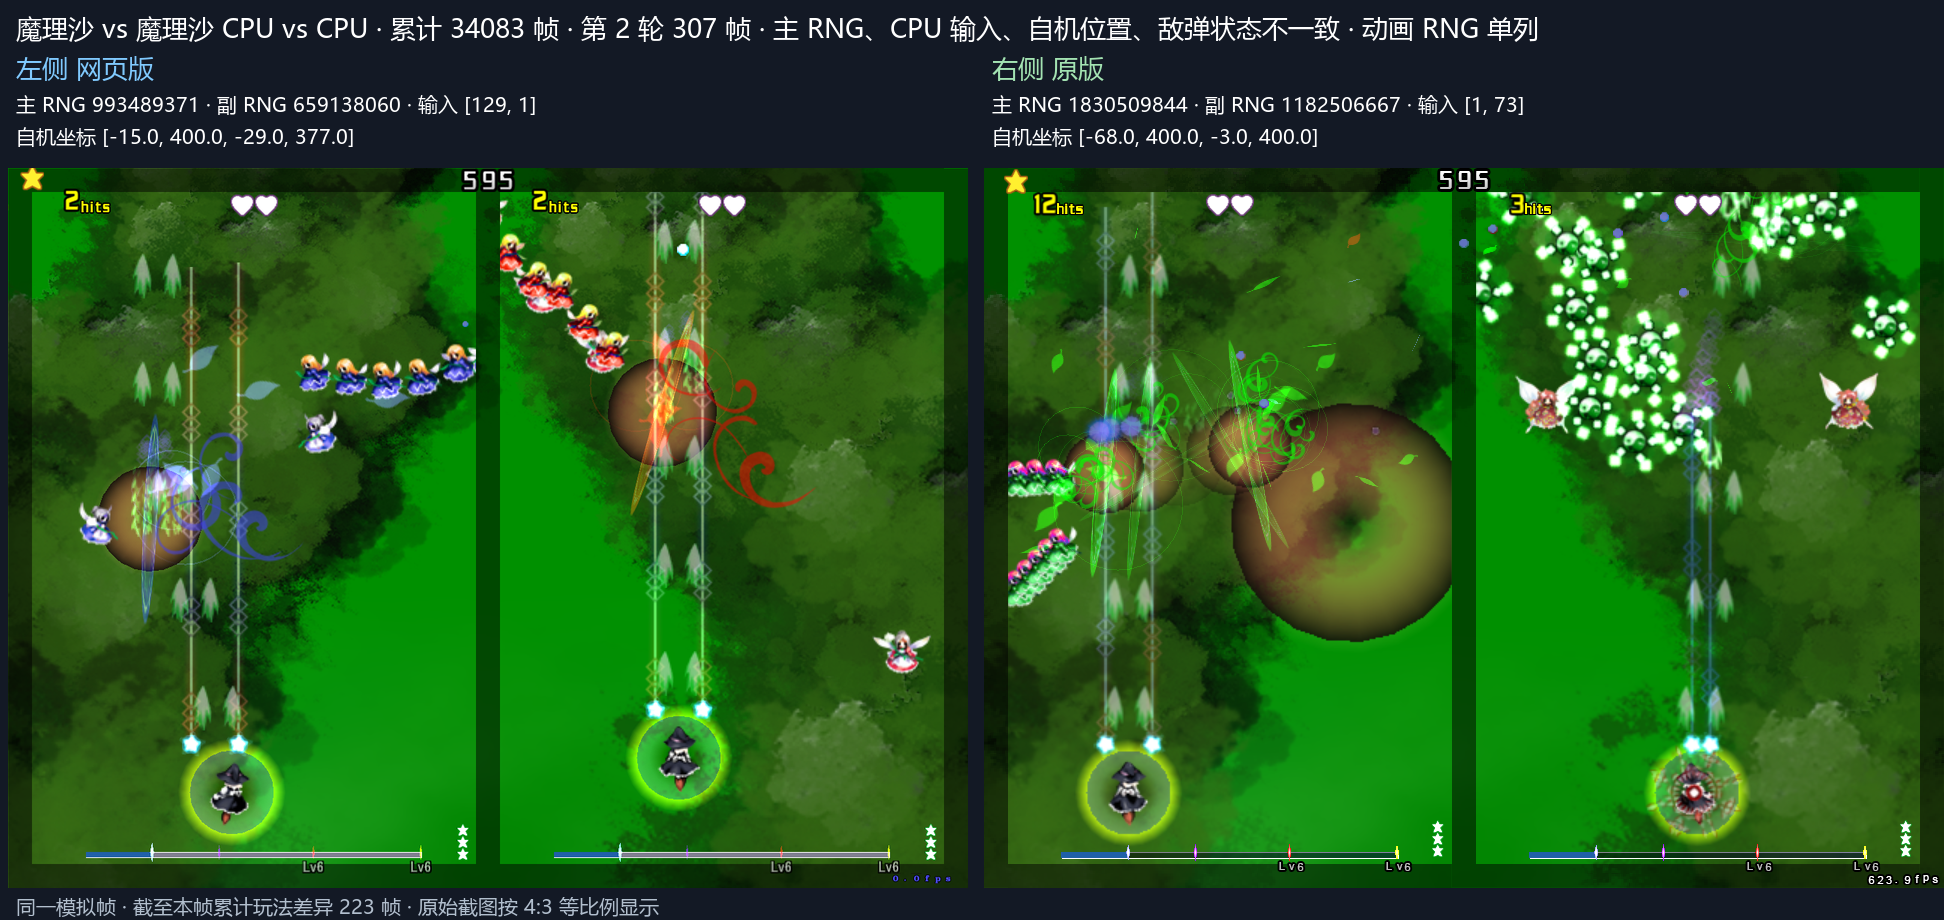 魔理沙 vs 魔理沙 CPU vs CPU · 累计 34083 帧 · 第 2 轮 307 帧 · 主 RNG、CPU 输入、自机位置、敌弹状态不一致 · 动画 RNG 单列
左侧 网页版
主 RNG 993489371 · 副 RNG 659138060 · 输入 [129, 1]
自机坐标 [-15.0, 400.0, -29.0, 377.0]
右侧 原版
主 RNG 1830509844 · 副 RNG 1182506667 · 输入 [1, 73]
自机坐标 [-68.0, 400.0, -3.0, 400.0]
595
2hits
2hits
Lv6
Lv6
Lv6
Lv6
0.0fps
595
12hits
3hits
Lv6
Lv6
Lv6
Lv6
623.9fps
同一模拟帧 · 截至本帧累计玩法差异 223 帧 · 原始截图按 4:3 等比例显示